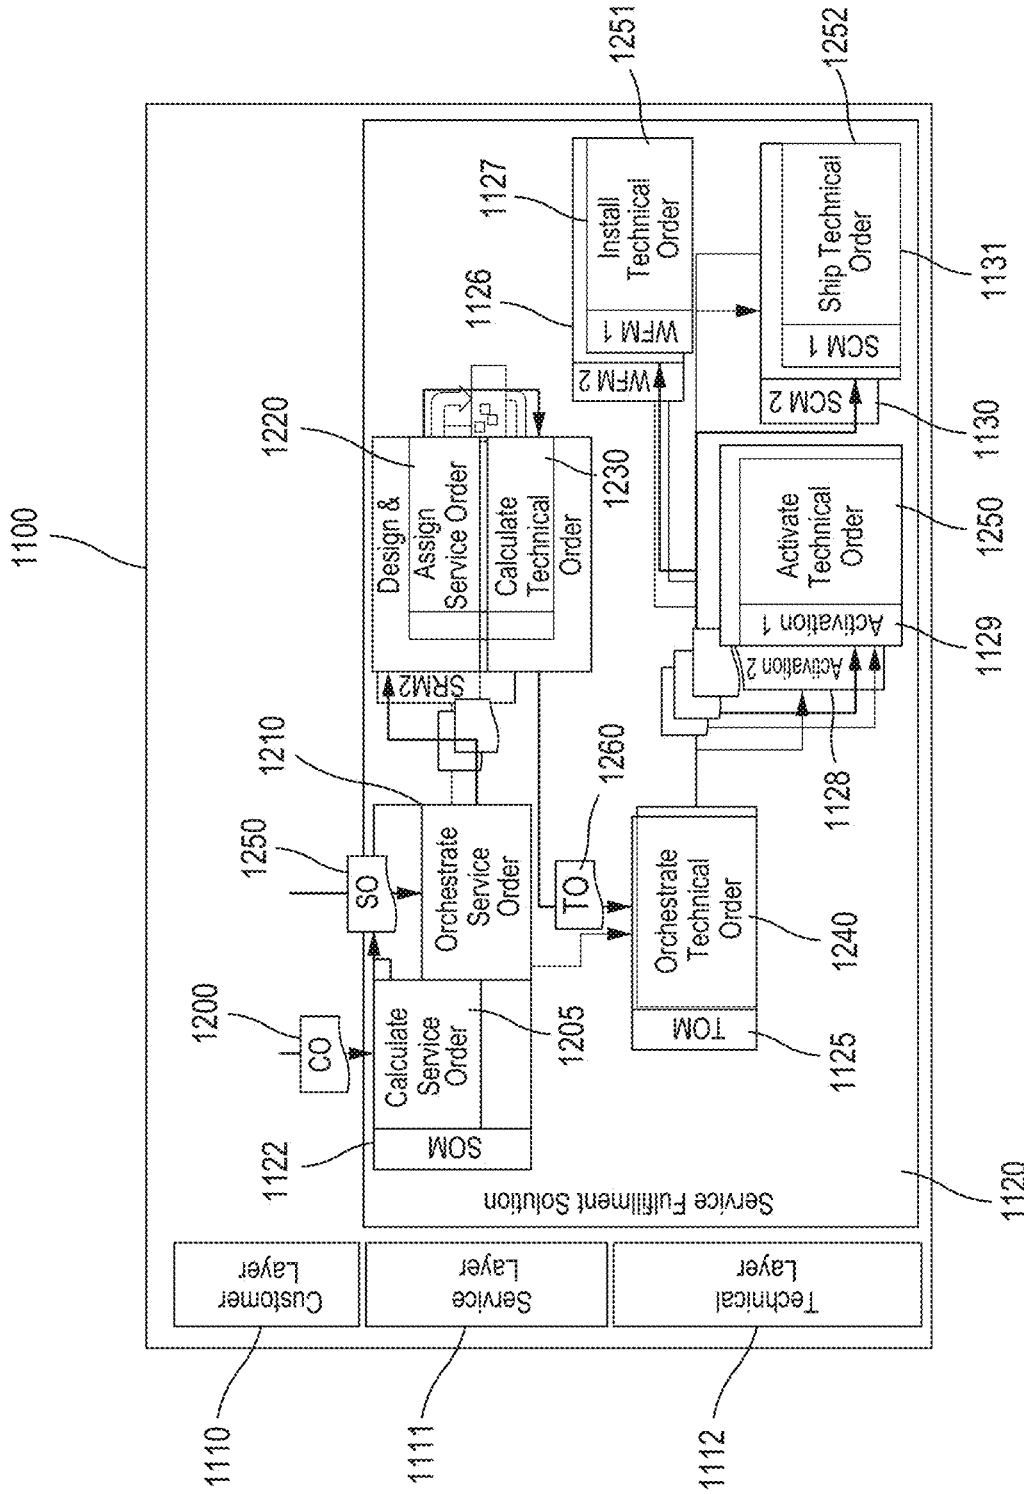 1100
1110
1111
1112
Customer
Layer
Service
Layer
Technical
Layer
Service Fulfillment Solution
1120
1200
CO
1122
SOM
Calculate
Service
Order
1205
1250
SO
1210
Orchestrate
Service
Order
SRM2
1220
Design &
Assign
Service Order
Calculate
Technical
Order
1230
TO
1260
TOM
1125
Orchestrate
Technical
Order
1240
Activation 2
1128
Activation 1
1129
Activate
Technical
Order
1250
1126
WFM 2
WFM 1
1127
Install
Technical
Order
1251
SCM 2
1130
SCM 1
Ship Technical
Order
1131
1252